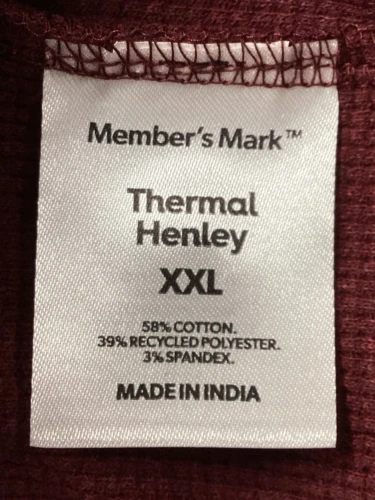 Member's Mark™
Thermal
Henley
XXL
58% COTTON.
39% RECYCLED POLYESTER.
3% SPANDEX.
MADE IN INDIA